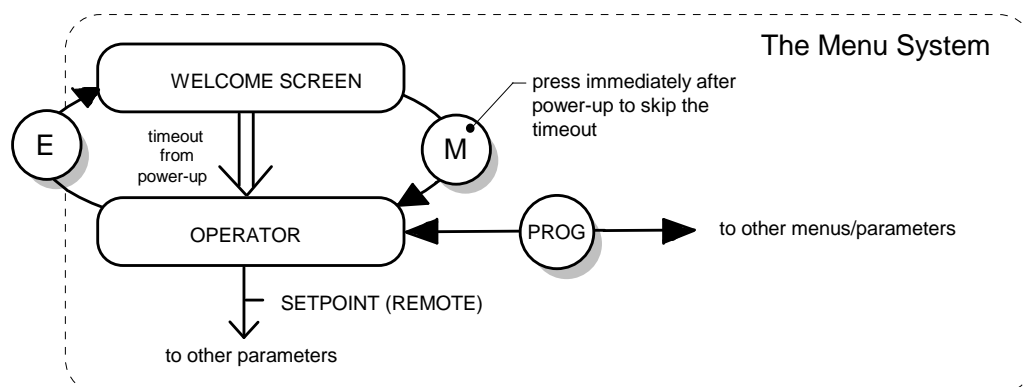 The Menu System
WELCOME SCREEN
press immediately after
power-up to skip the
timeout
E
timeout
from
power-up
M
OPERATOR
PROG
to other menus/parameters
SETPOINT (REMOTE)
to other parameters